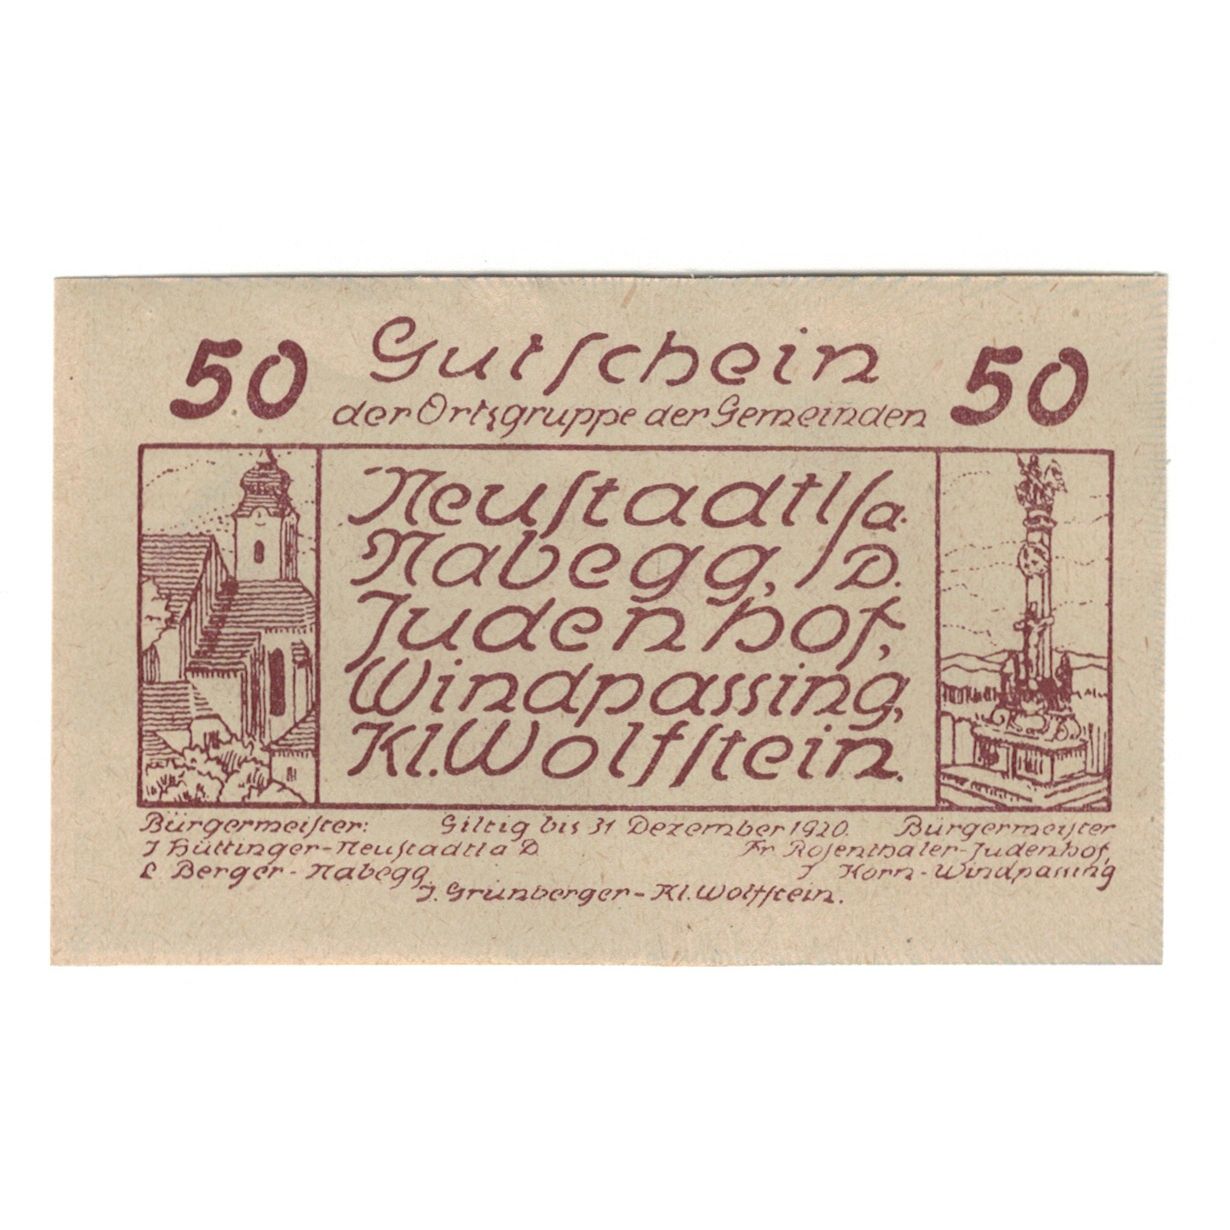 50 Gutschein 50
der Ortsgruppe der Gemeinden
Neustadtl/a.
Nabegg, /D.
Judenhof,
Windpassing,
Kl.Wolfstein.
Bürgermeister: Giltig bis 31 Dezember 1920. Bürgermeister
J Hüttinger-Neustadtl a D Fr Rosenthaler-Judenhof,
L Berger-Nabegg J Horn-Windpassing
J. Grünberger-Kl.Wolfstein.